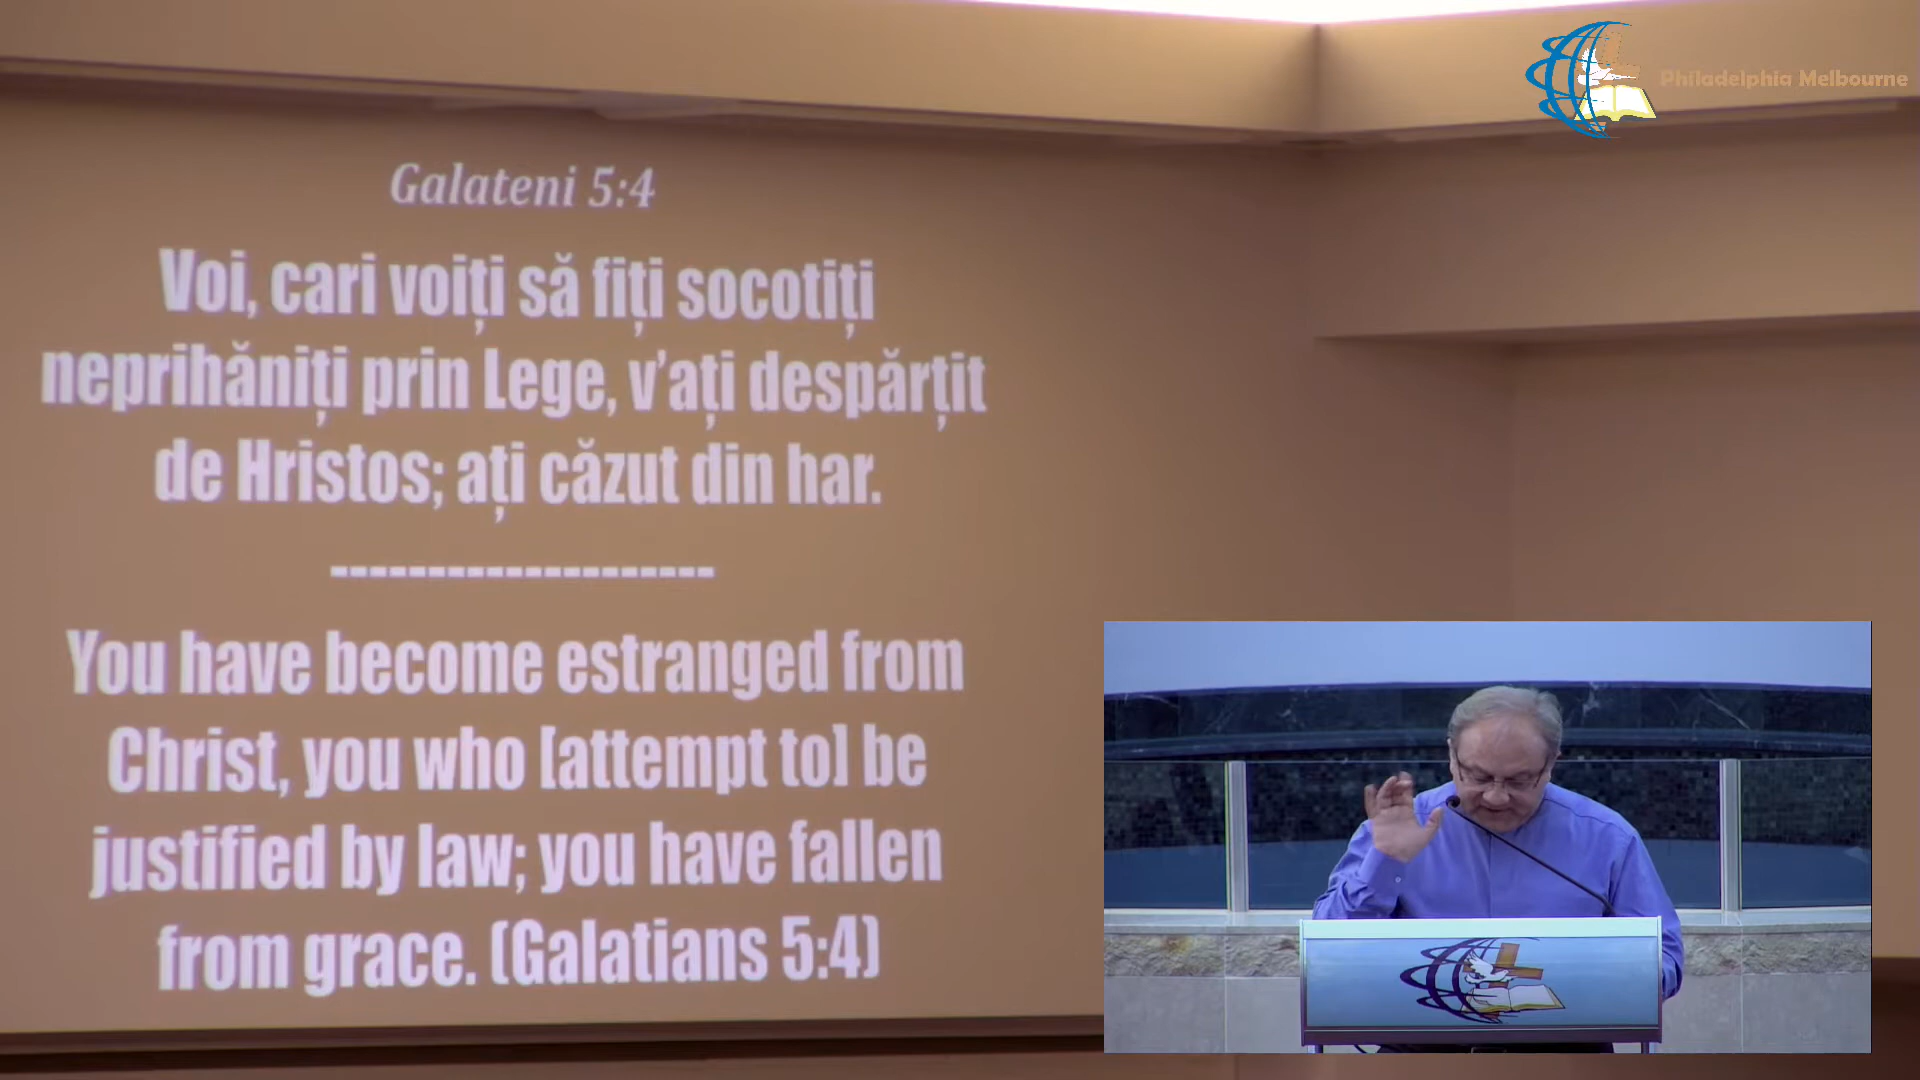 Philadelphia Melbourne
Galateni 5:4
Voi, cari voiți să fiți socotiți
neprihăniți prin Lege, v'ați despărțit
de Hristos; ați căzut din har.
--------------------
You have become estranged from
Christ, you who [attempt to] be
justified by law; you have fallen
from grace. (Galatians 5:4)